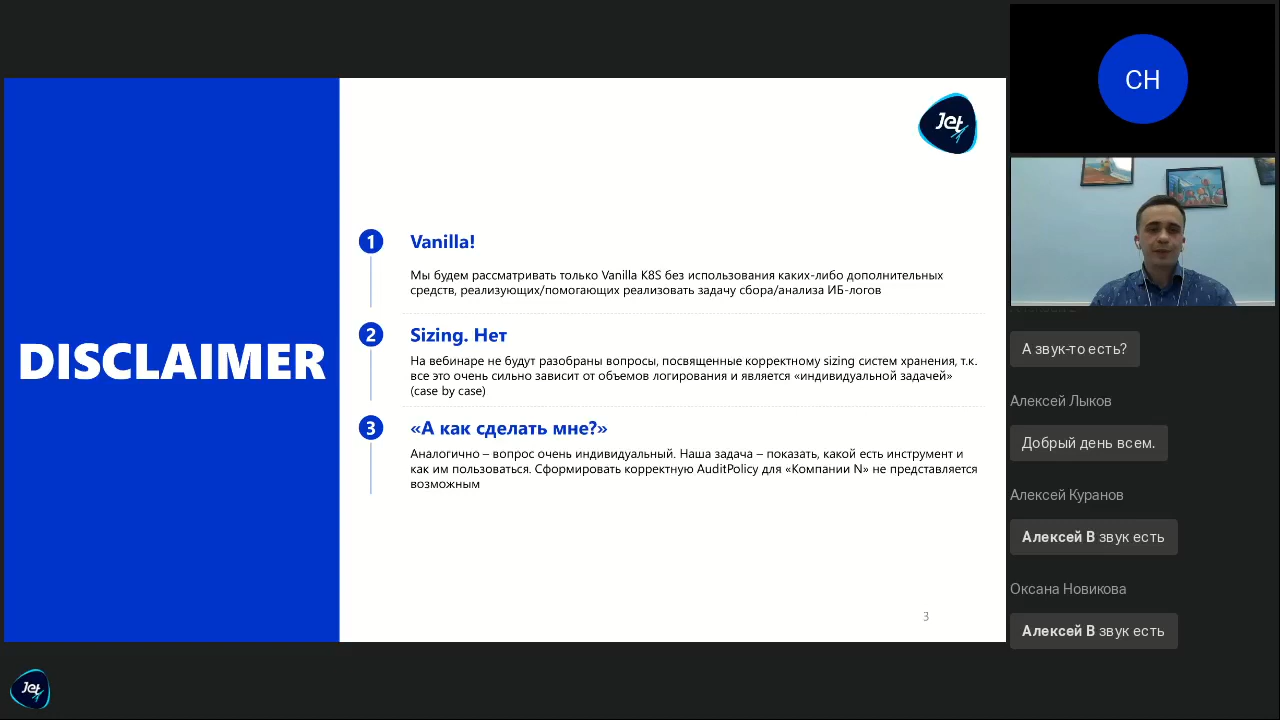 DISCLAIMER
Jet
1
Vanilla!
Мы будем рассматривать только Vanilla K8S без использования каких-либо дополнительных
средств, реализующих/помогающих реализовать задачу сбора/анализа ИБ-логов
2
Sizing. Нет
На вебинаре не будут разобраны вопросы, посвященные корректному sizing систем хранения, т.к.
все это очень сильно зависит от объемов логирования и является «индивидуальной задачей»
(case by case)
3
«А как сделать мне?»
Аналогично – вопрос очень индивидуальный. Наша задача – показать, какой есть инструмент и
как им пользоваться. Сформировать корректную AuditPolicy для «Компании N» не представляется
возможным
3
Jet
СН
А звук-то есть?
Алексей Лыков
Добрый день всем.
Алексей Куранов
Алексей В звук есть
Оксана Новикова
Алексей В звук есть